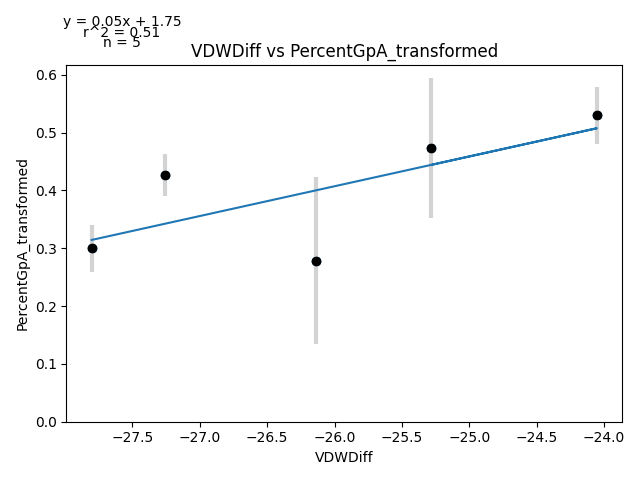 y = 0.05x + 1.75
r^2 = 0.51
n = 5
VDWDiff vs PercentGpA_transformed
0.6
0.5
0.4
0.3
0.2
0.1
0.0
PercentGpA_transformed
−27.5 −27.0 −26.5 −26.0 −25.5 −25.0 −24.5 −24.0
VDWDiff